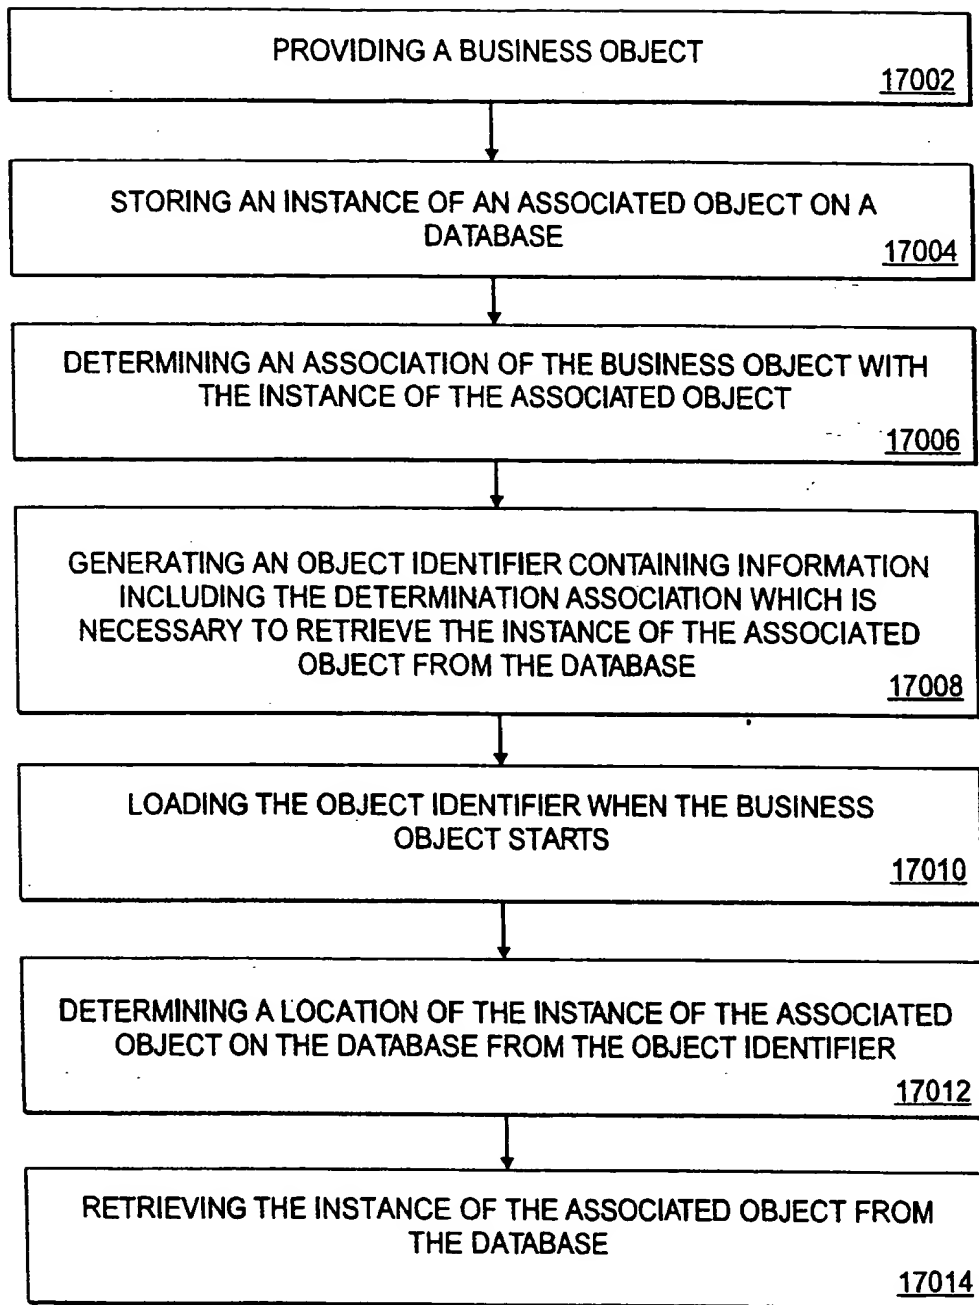 PROVIDING A BUSINESS OBJECT
17002
STORING AN INSTANCE OF AN ASSOCIATED OBJECT ON A
DATABASE
17004
DETERMINING AN ASSOCIATION OF THE BUSINESS OBJECT WITH
THE INSTANCE OF THE ASSOCIATED OBJECT
17006
GENERATING AN OBJECT IDENTIFIER CONTAINING INFORMATION
INCLUDING THE DETERMINATION ASSOCIATION WHICH IS
NECESSARY TO RETRIEVE THE INSTANCE OF THE ASSOCIATED
OBJECT FROM THE DATABASE
17008
LOADING THE OBJECT IDENTIFIER WHEN THE BUSINESS
OBJECT STARTS
17010
DETERMINING A LOCATION OF THE INSTANCE OF THE ASSOCIATED
OBJECT ON THE DATABASE FROM THE OBJECT IDENTIFIER
17012
RETRIEVING THE INSTANCE OF THE ASSOCIATED OBJECT FROM
THE DATABASE
17014